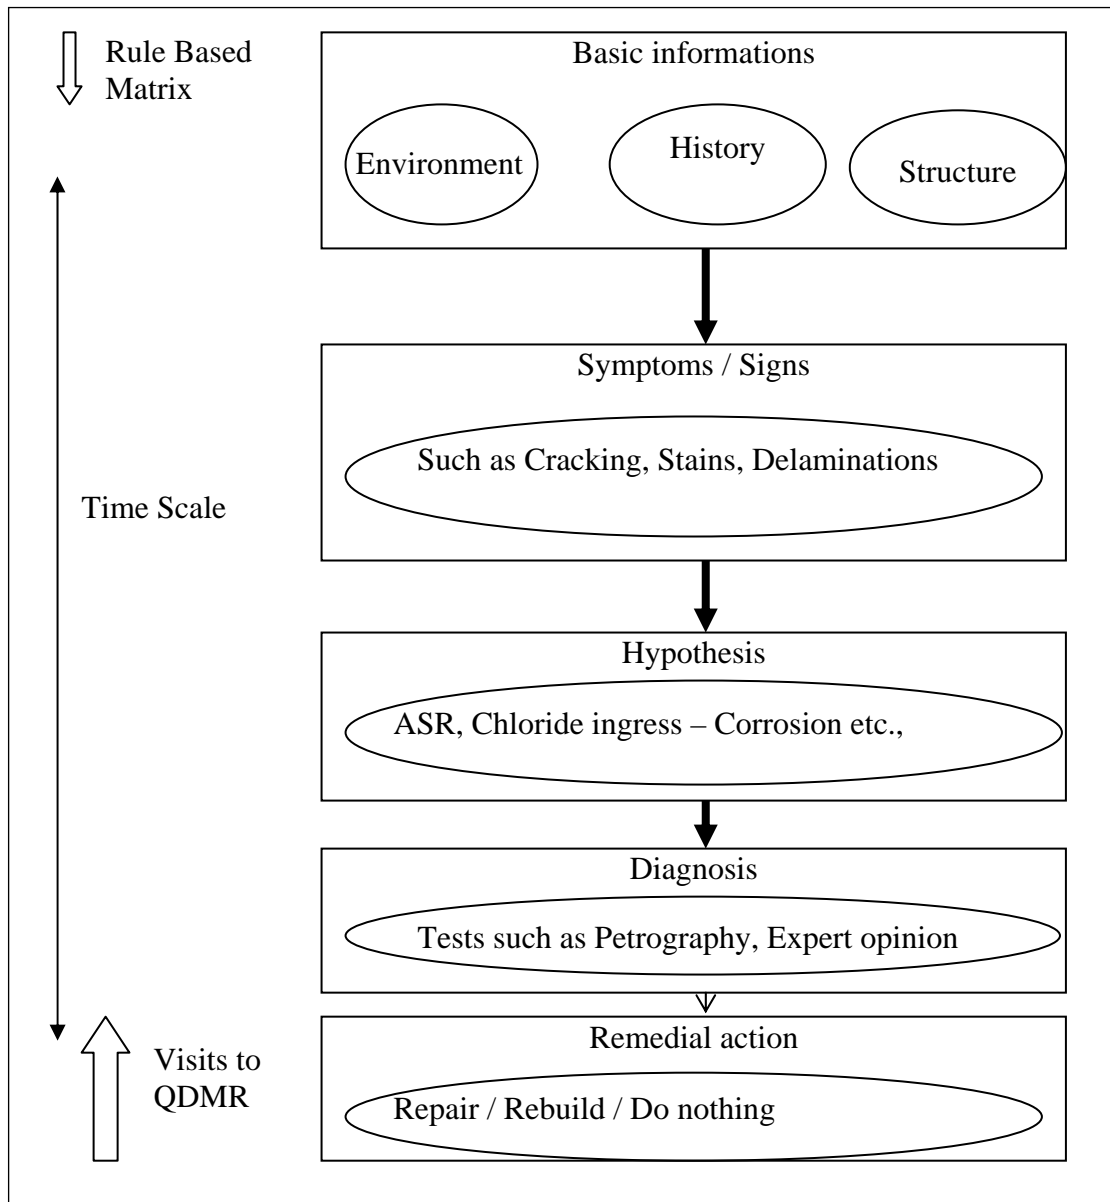 Rule Based
Matrix
Basic informations
Environment
History
Structure
Symptoms / Signs
Such as Cracking, Stains, Delaminations
Time Scale
Hypothesis
ASR, Chloride ingress – Corrosion etc.,
Diagnosis
Tests such as Petrography, Expert opinion
Remedial action
Visits to
QDMR
Repair / Rebuild / Do nothing